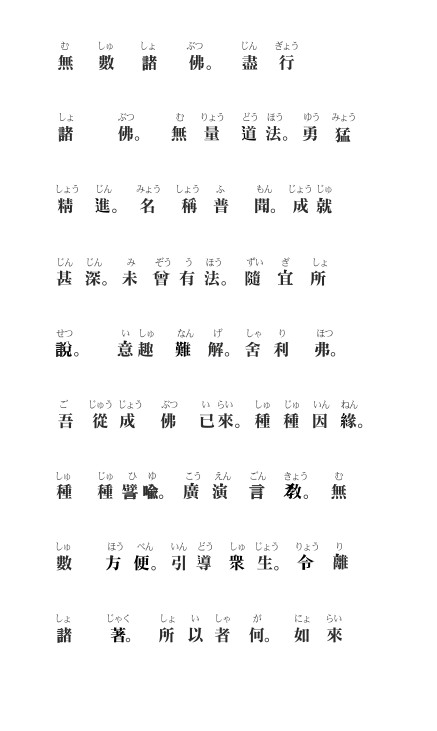 む しゅ しょ ぶつ じん ぎょう
無 數 諸 佛。 盡 行
しょ ぶつ む りょう どう ほう ゆう みょう
諸 佛。 無 量 道 法。 勇 猛
しょう じん みょう しょう ふ もん じょう じゅ
精 進。 名 稱 普 聞。 成 就
じん じん み ぞう う ほう ずい ぎ しょ
甚 深。 未 曾 有 法。 隨 宜 所
せつ い しゅ なん げ しゃ り ほつ
說。 意 趣 難 解。 舍 利 弗。
ご じゅう じょう ぶつ い らい しゅ じゅ いん ねん
吾 從 成 佛 已 來。 種 種 因 緣。
しゅ じゅ ひ ゆ こう えん ごん きょう む
種 種 譬 喩。 廣 演 言 教。 無
しゅ ほう べん いん どう しゅ じょう りょう り
數 方 便。 引 導 衆 生。 令 離
しょ じゃく しょ い しゃ が にょ らい
諸 著。 所 以 者 何。 如 來